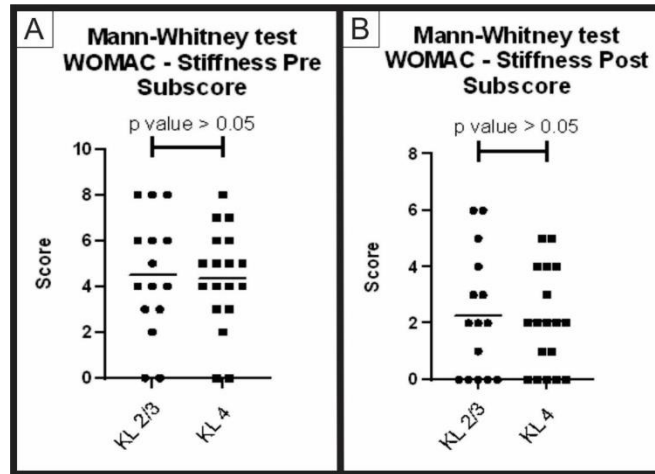 A
Mann-Whitney test
WOMAC - Stiffness Pre
Subscore
p value > 0.05
10
8
6
4
2
0
Score
KL 2/3
KL 4
B
Mann-Whitney test
WOMAC - Stiffness Post
Subscore
p value > 0.05
8
6
4
2
0
Score
KL 2/3
KL 4